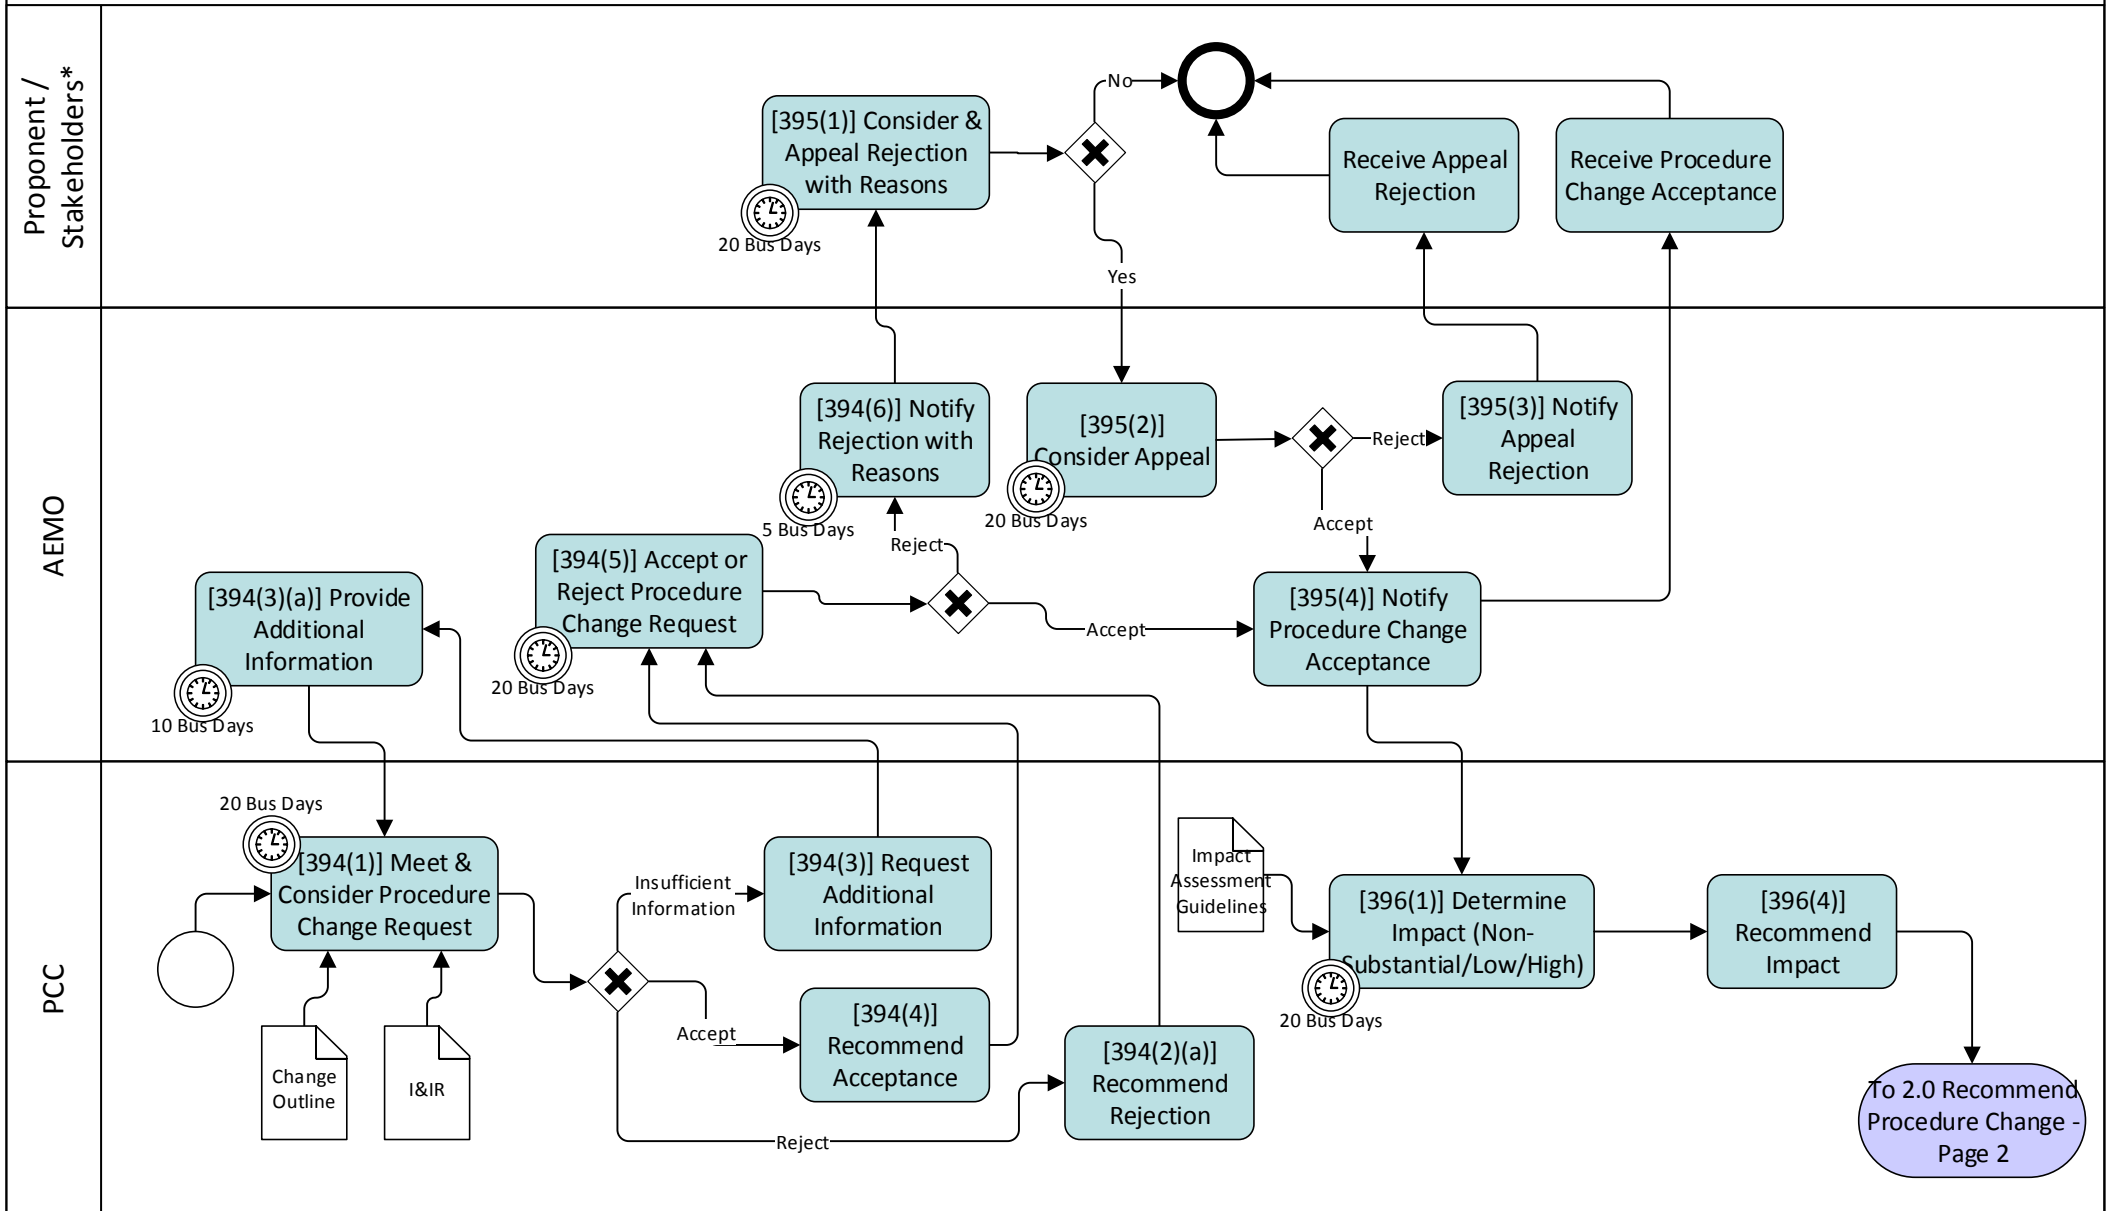 Proponent /
Stakeholders*
No
[395(1)] Consider &
Appeal Rejection
with Reasons
20 Bus Days
Yes
Receive Appeal
Rejection
Receive Procedure
Change Acceptance
AEMO
[394(6)] Notify
Rejection with
Reasons
5 Bus Days
[395(2)]
Consider Appeal
20 Bus Days
Reject
[395(3)] Notify
Appeal
Rejection
Accept
Reject
[394(5)] Accept or
Reject Procedure
Change Request
20 Bus Days
Accept
[395(4)] Notify
Procedure Change
Acceptance
[394(3)(a)] Provide
Additional
Information
10 Bus Days
PCC
20 Bus Days
[394(1)] Meet &
Consider Procedure
Change Request
Change
Outline
I&IR
Insufficient
Information
[394(3)] Request
Additional
Information
Accept
[394(4)]
Recommend
Acceptance
Reject
[394(2)(a)]
Recommend
Rejection
Impact
Assessment
Guidelines
[396(1)] Determine
Impact (Non-
Substantial/Low/High)
20 Bus Days
[396(4)]
Recommend
Impact
To 2.0 Recommend
Procedure Change -
Page 2